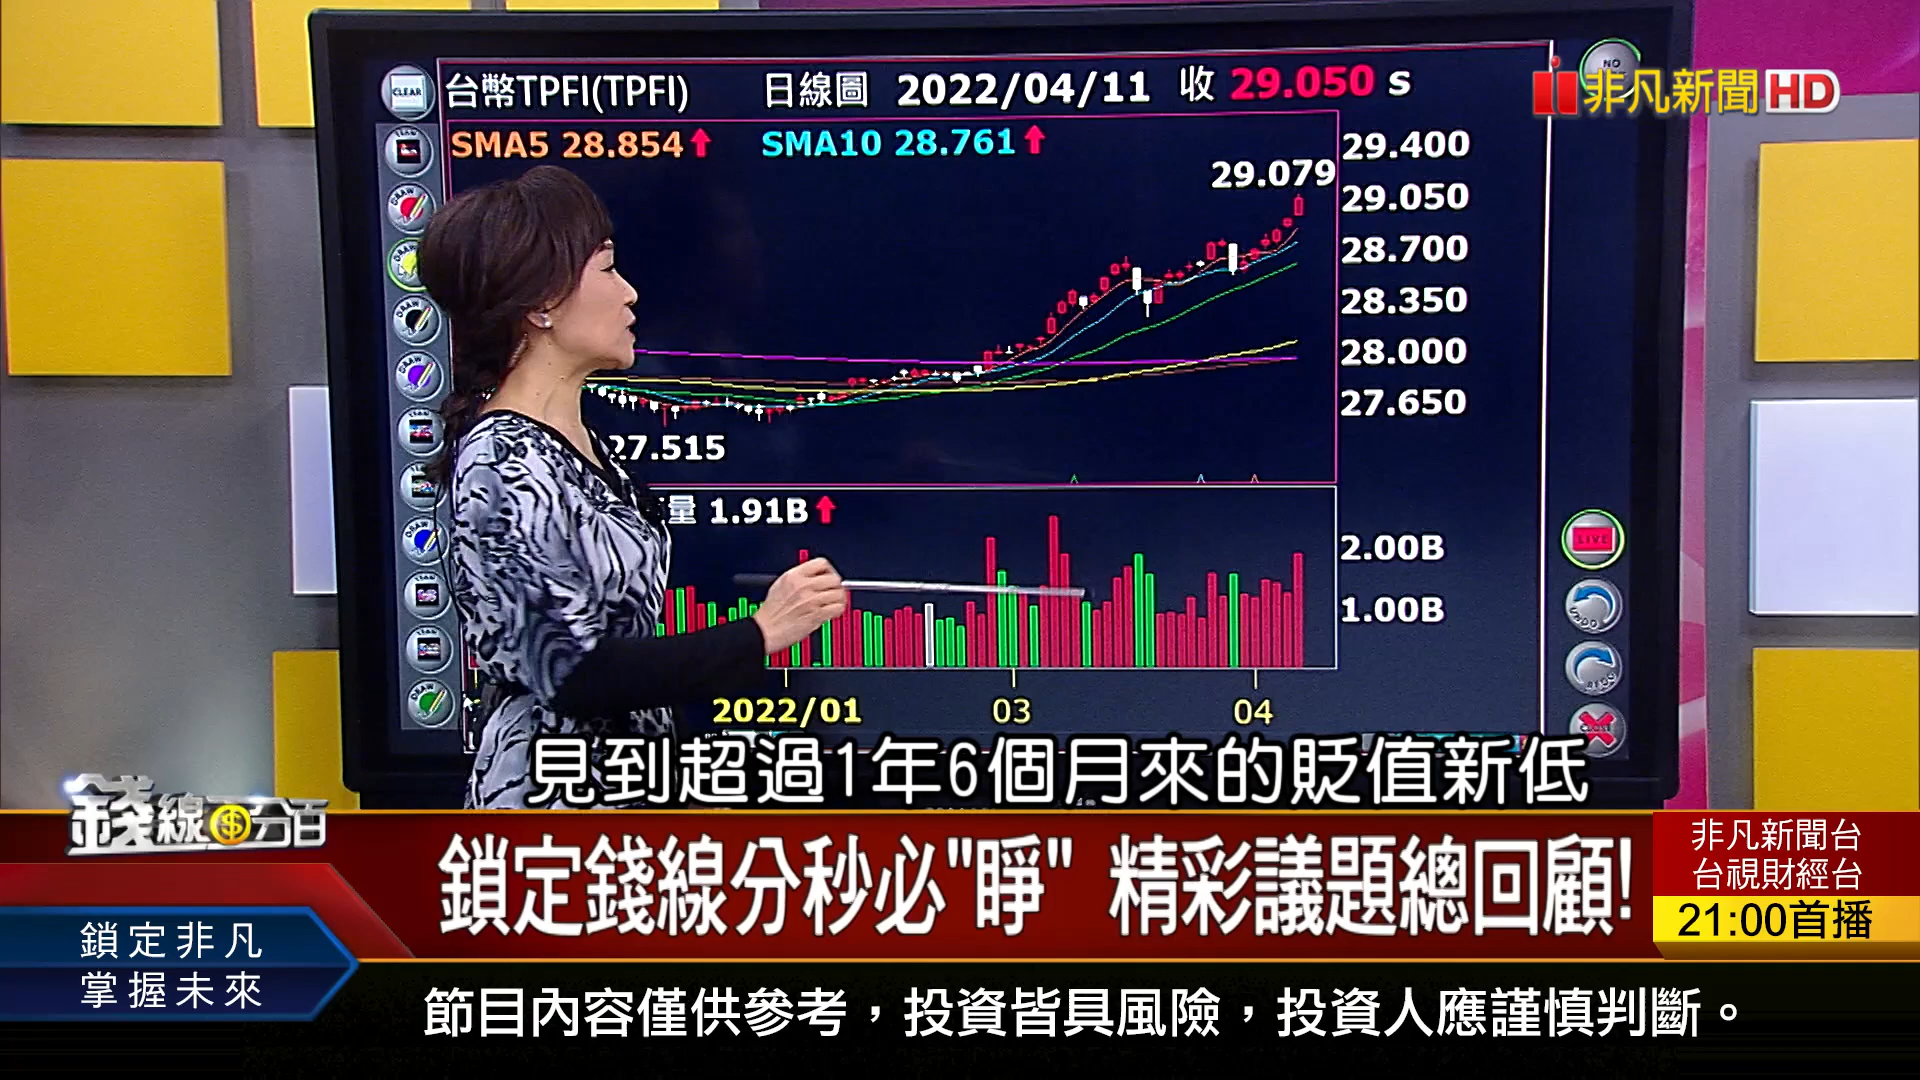 台幣TPFI(TPFI) 日線圖 2022/04/11 收 29.050 s
非凡新聞HD
CLEAR
SMA5 28.854 SMA10 28.761
29.400
29.079
29.050
28.700
28.350
28.000
27.650
27.515
量 1.91B
2.00B
LIVE
1.00B
2022/01 03 04
見到超過1年6個月來的貶值新低
錢線百分百
鎖定錢線分秒必"睜" 精彩議題總回顧!
非凡新聞台
台視財經台
21:00首播
鎖定非凡
掌握未來
節目內容僅供參考，投資皆具風險，投資人應謹慎判斷。